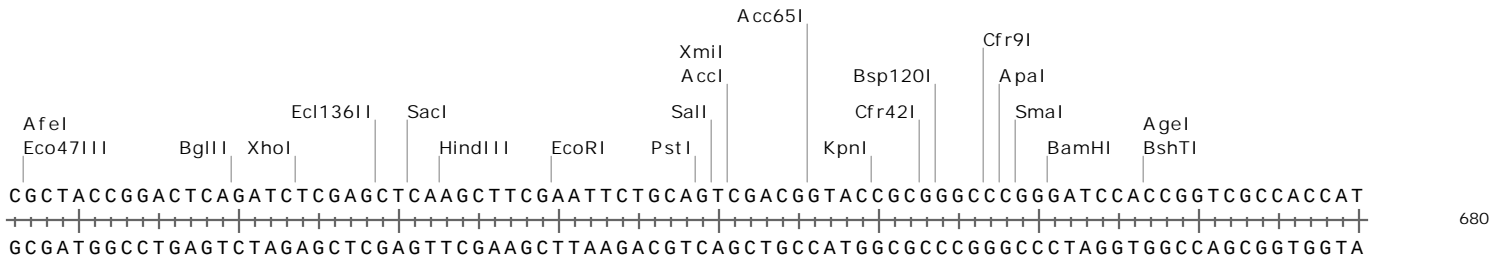 Acc65I
Cfr9I
XmiI
AccI Bsp120I ApaI
Ecl136II SacI SalI Cfr42I SmaI
AfeI AgeI
Eco47III BglII XhoI HindIII EcoRI PstI KpnI BamHI BshTI
CGCTACCGGACTCAGATCTCGAGCTCAAGCTTCGAATTCTGCAGTCGACGGTACCGCGGGCCCGGGATCCACCGGTCGCCACCAT
680
GCGATGGCCTGAGTCTAGAGCTCGAGTTCGAAGCTTAAGACGTCAGCTGCCATGGCGCCCGGGCCCTAGGTGGCCAGCGGTGGTA